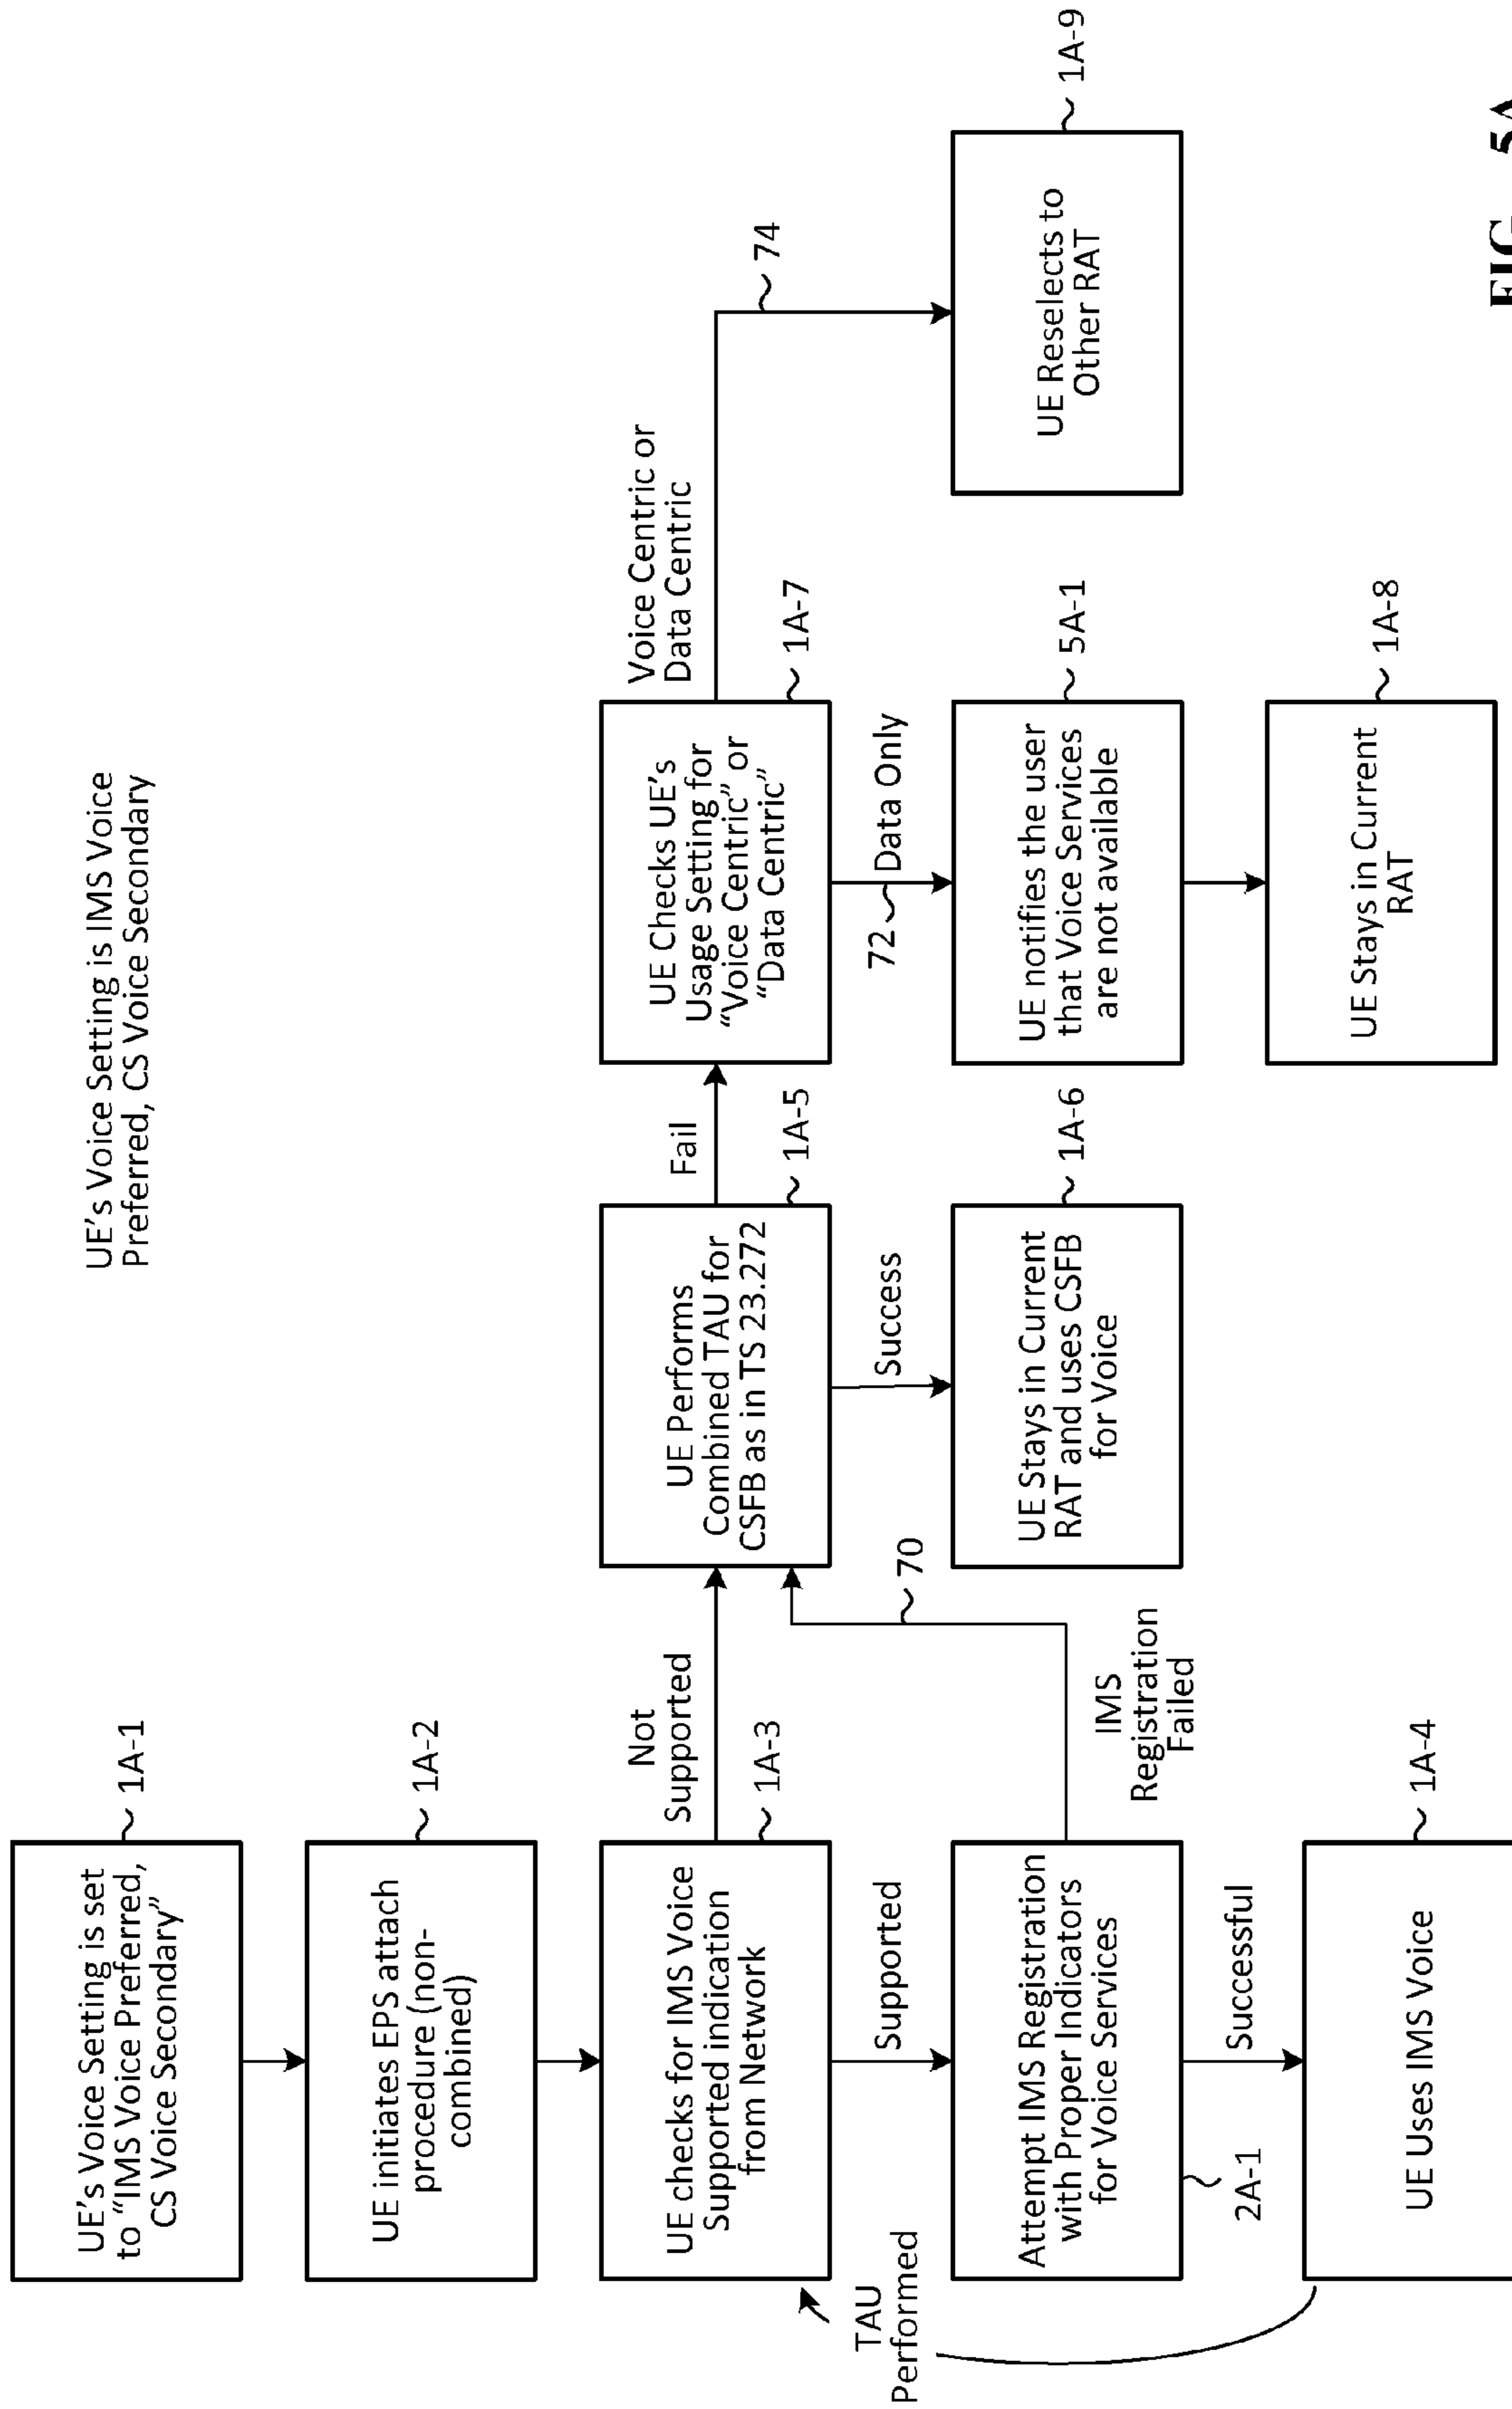 UE's Voice Setting is IMS Voice
Preferred, CS Voice Secondary
UE's Voice Setting is set
to "IMS Voice Preferred,
CS Voice Secondary"
1A-1
UE initiates EPS attach
procedure (non-
combined)
1A-2
UE checks for IMS Voice
Supported indication
from Network
1A-3
Not
Supported
UE Performs
Combined TAU for
CSFB as in TS 23.272
1A-5
Fail
UE Checks UE's
Usage Setting for
"Voice Centric" or
"Data Centric"
1A-7
Voice Centric or
Data Centric
74
TAU
Performed
Supported
70
Success
72
Data Only
Attempt IMS Registration
with Proper Indicators
for Voice Services
2A-1
IMS
Registration
Failed
UE Stays in Current
RAT and uses CSFB
for Voice
1A-6
UE notifies the user
that Voice Services
are not available
5A-1
UE Reselects to
Other RAT
1A-9
Successful
UE Uses IMS Voice
1A-4
UE Stays in Current
RAT
1A-8